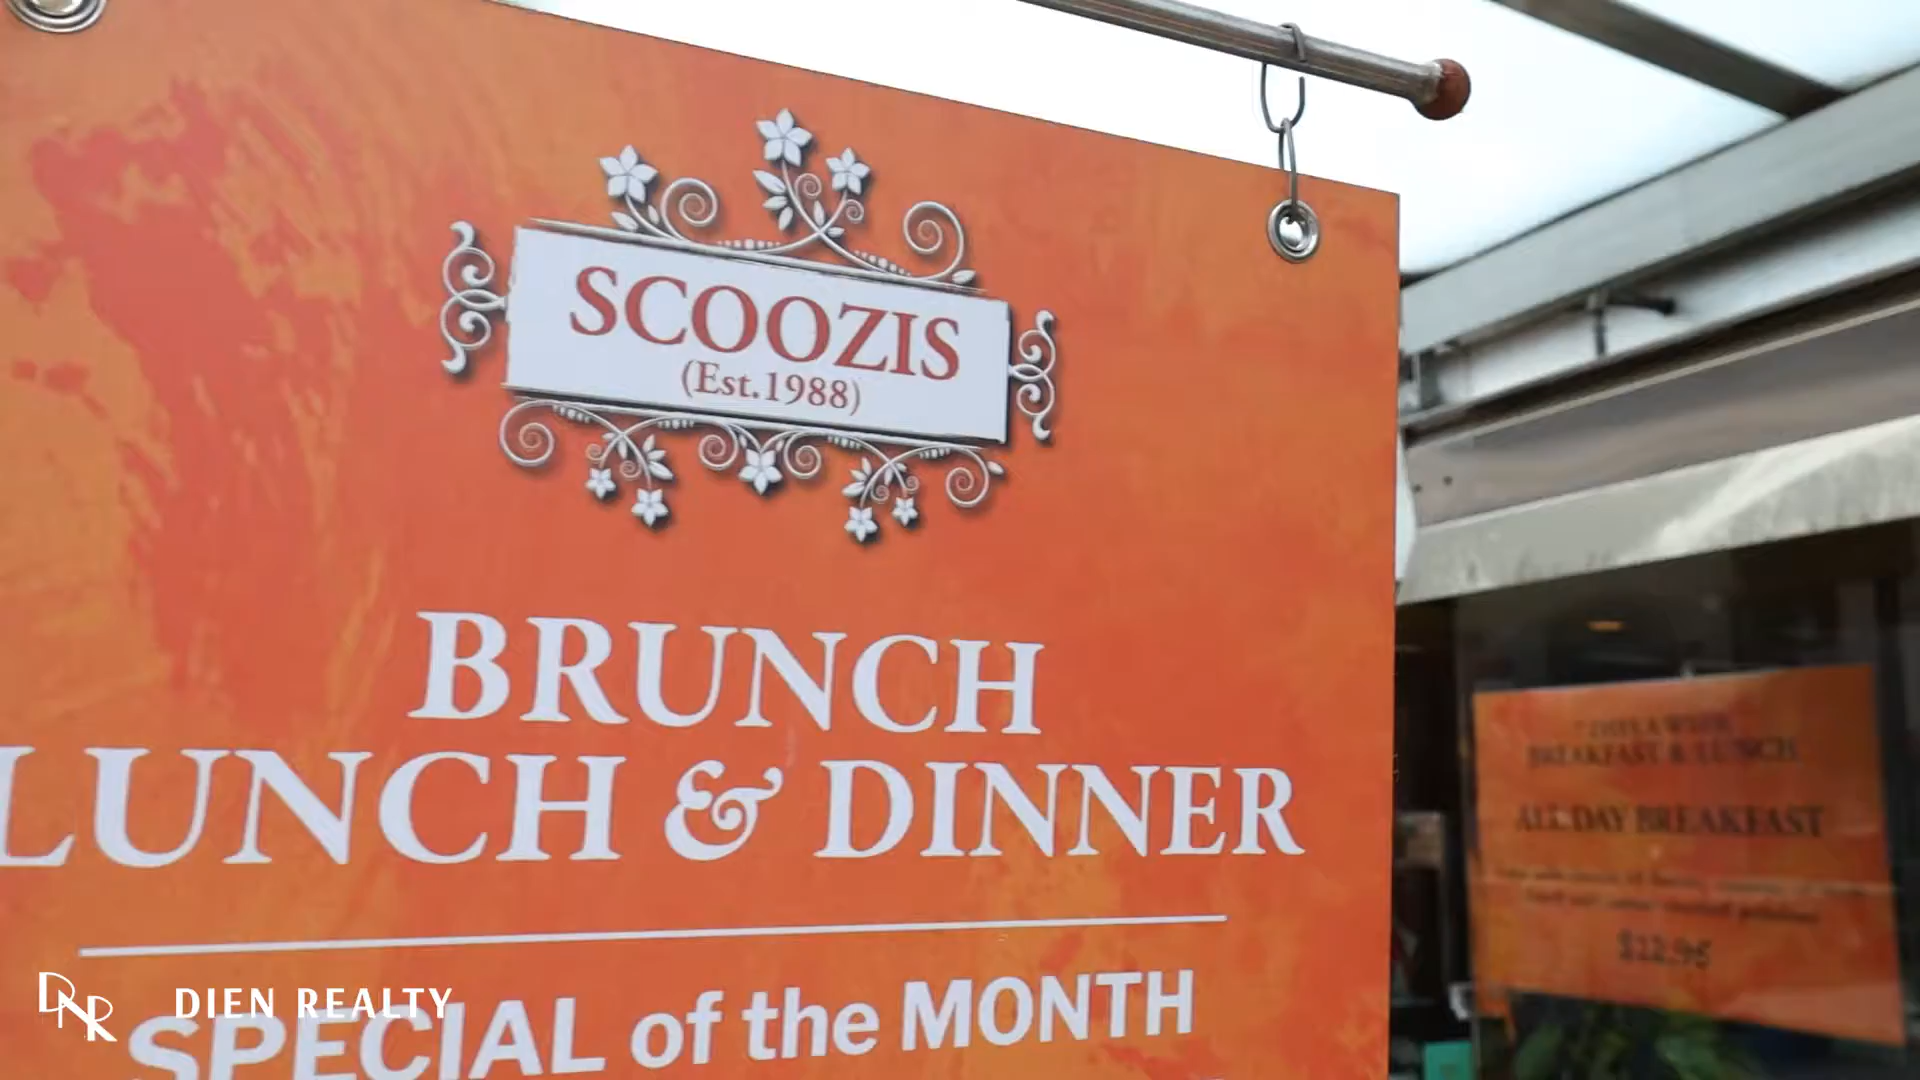 SCOOZIS
(Est.1988)
BRUNCH
LUNCH & DINNER
SPECIAL of the MONTH
DNR DIEN REALTY
BREAKFAST & LUNCH
ALL DAY BREAKFAST
$12.95